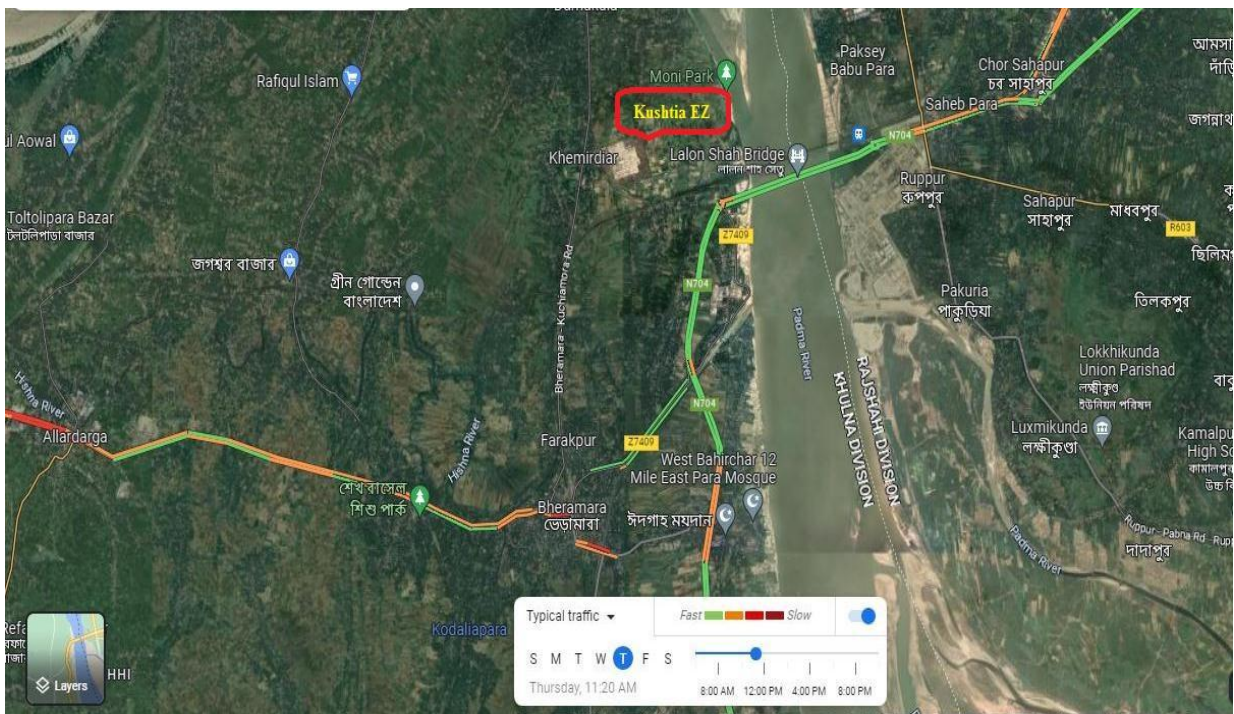 Paksey
Babu Para
Chor Sahapur
চর সাহাপুর
Moni Park
Rafiqul Islam
Kushtia EZ
Saheb Para
N704
Khemirdiar
Lalon Shah Bridge
লালন শাহ সেতু
Ruppur
রুপপুর
Sahapur
সাহাপুর
মাধবপুর
R603
Toltolipara Bazar
টলটলিপাড়া বাজার
Z7409
জগশ্বর বাজার
গ্রীন গোল্ডেন
বাংলাদেশ
Bheramara - Kuchiamora Rd
N704
Padma River
Pakuria
পাকুড়িয়া
তিলকপুর
Lokkhikunda
Union Parishad
লক্ষ্মীকুণ্ড
ইউনিয়ন পরিষদ
RAJSHAHI DIVISION
KHULNA DIVISION
Hishna River
Allardarga
N704
Farakpur
Z7409
Hishna River
Luxmikunda
লক্ষীকুণ্ডা
Kamalpu
High Sc
West Bahirchar 12
Mile East Para Mosque
শেখ রাসেল
শিশু পার্ক
Bheramara
ভেড়ামারা
ঈদগাহ ময়দান
Padma River
Ruppur - Pabna Rd - Rupp
দাদাপুর
Kodaliapara
HHI
Layers
Typical traffic
Fast
Slow
S M T W T F S
Thursday, 11:20 AM
8:00 AM 12:00 PM 4:00 PM 8:00 PM